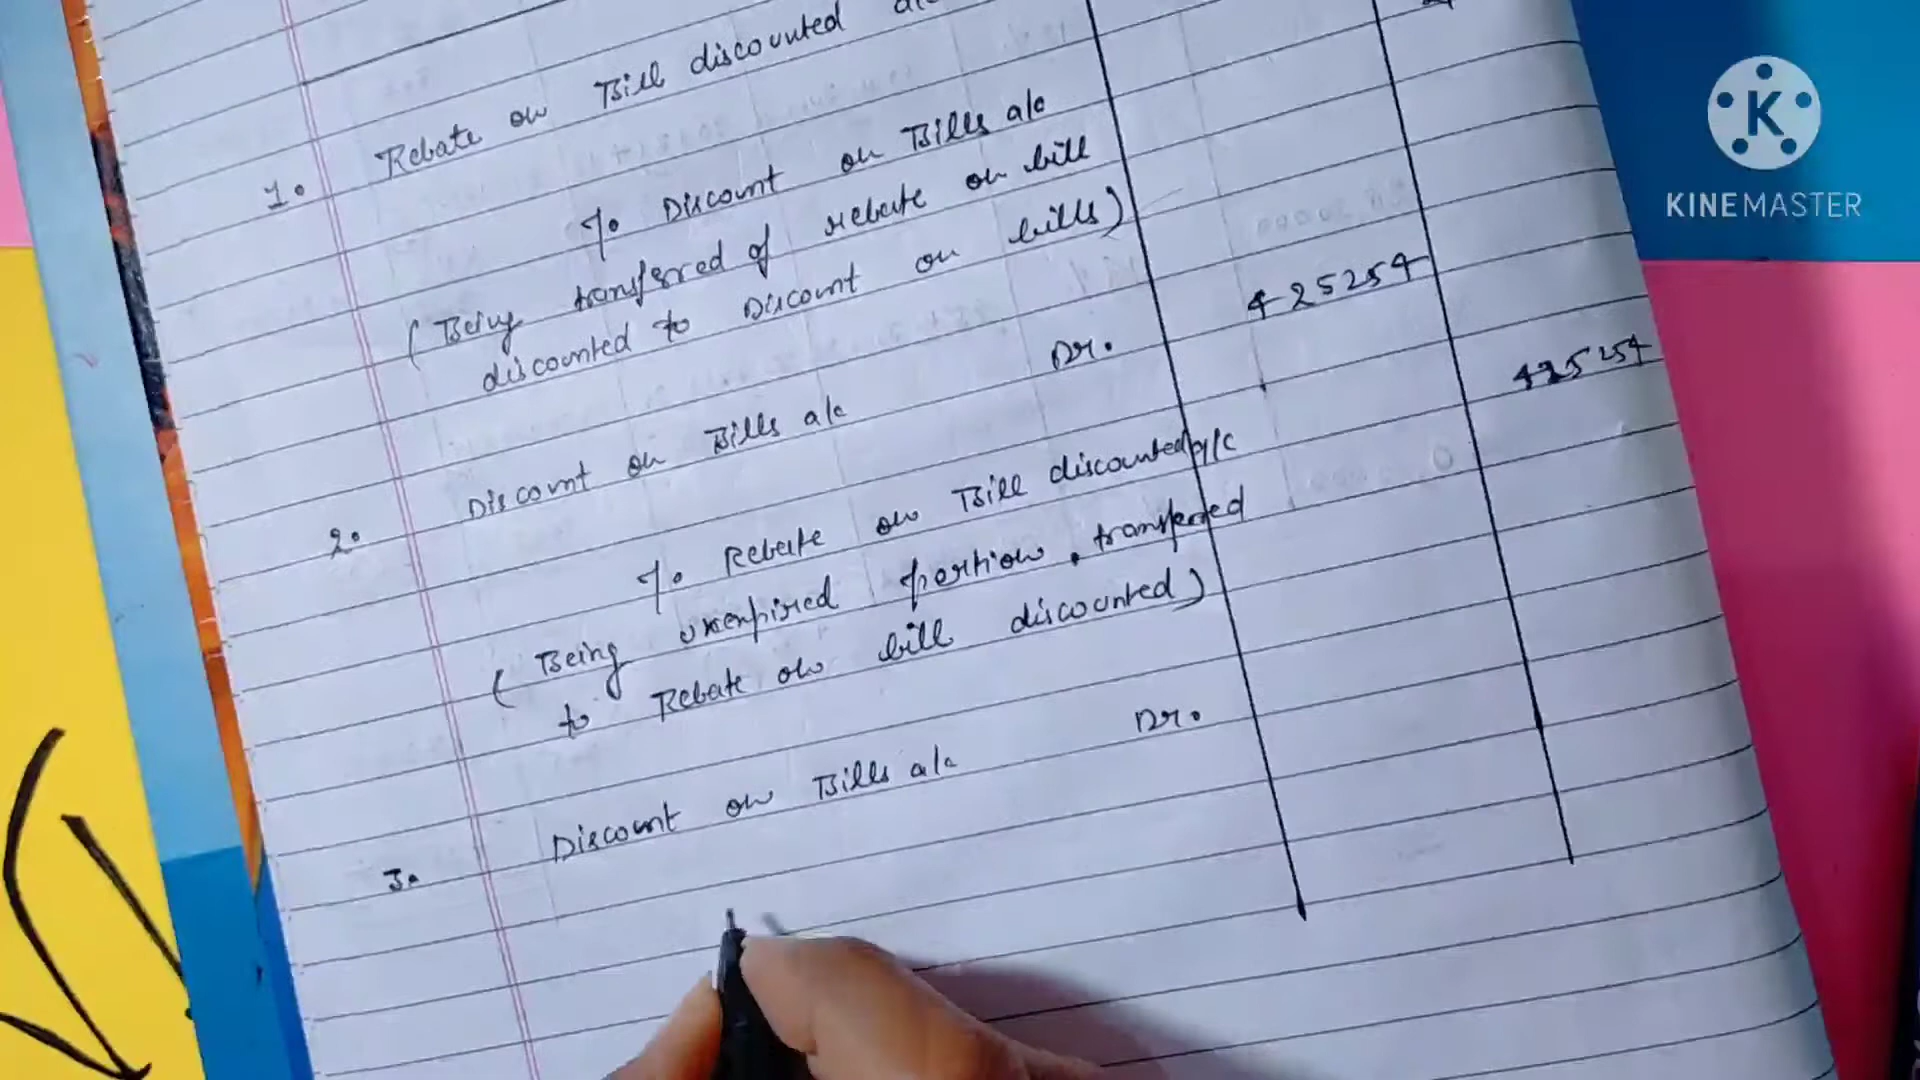 1. Rebate on Bill discounted
To Discount on Bills a/c
(Being transferred of rebate on bill
discounted to Discount on bills)
2. Discount on Bills a/c Dr. 425254
To Rebate on Bill discounted a/c 425254
(Being unexpired portion transferred
to Rebate on bill discounted)
3. Discount on Bills a/c Dr.
K
KINEMASTER